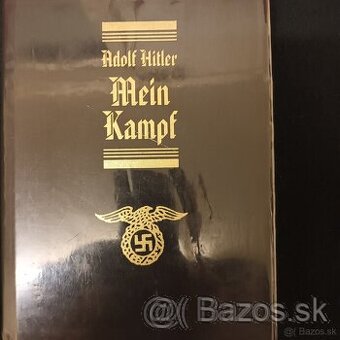 Adolf Hitler
Mein
Kampf
@ Bazos.sk
@ Bazos.sk